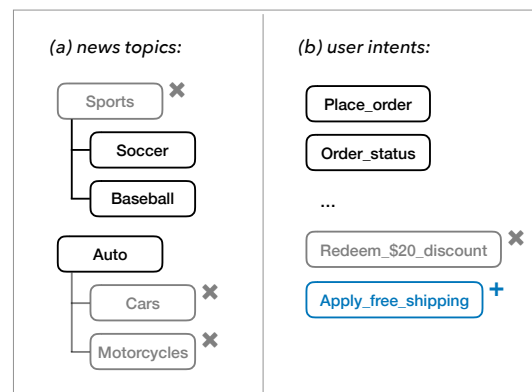 (a) news topics:
Sports
Soccer
Baseball
Auto
Cars
Motorcycles
(b) user intents:
Place_order
Order_status
...
Redeem_$20_discount
Apply_free_shipping